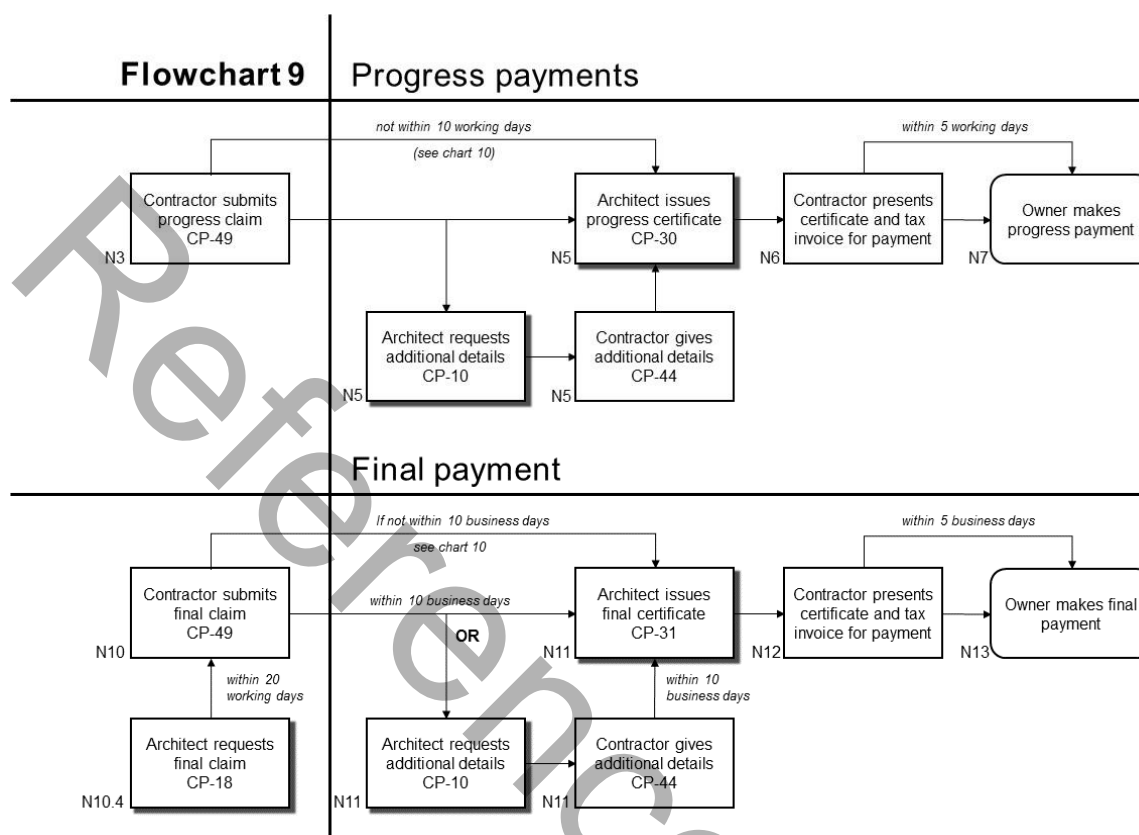 Flowchart 9
Progress payments
not within 10 working days
(see chart 10)
within 5 working days
Contractor submits
progress claim
CP-49
N3
Architect issues
progress certificate
CP-30
N5
Contractor presents
certificate and tax
invoice for payment
N6
Owner makes
progress payment
N7
Architect requests
additional details
CP-10
N5
Contractor gives
additional details
CP-44
N5
Final payment
If not within 10 business days
see chart 10
within 5 business days
Contractor submits
final claim
CP-49
N10
within 10 business days
OR
Architect issues
final certificate
CP-31
N11
Contractor presents
certificate and tax
invoice for payment
N12
Owner makes final
payment
N13
within 20
working days
within 10
business days
Architect requests
final claim
CP-18
N10.4
Architect requests
additional details
CP-10
N11
Contractor gives
additional details
CP-44
N11
Reference